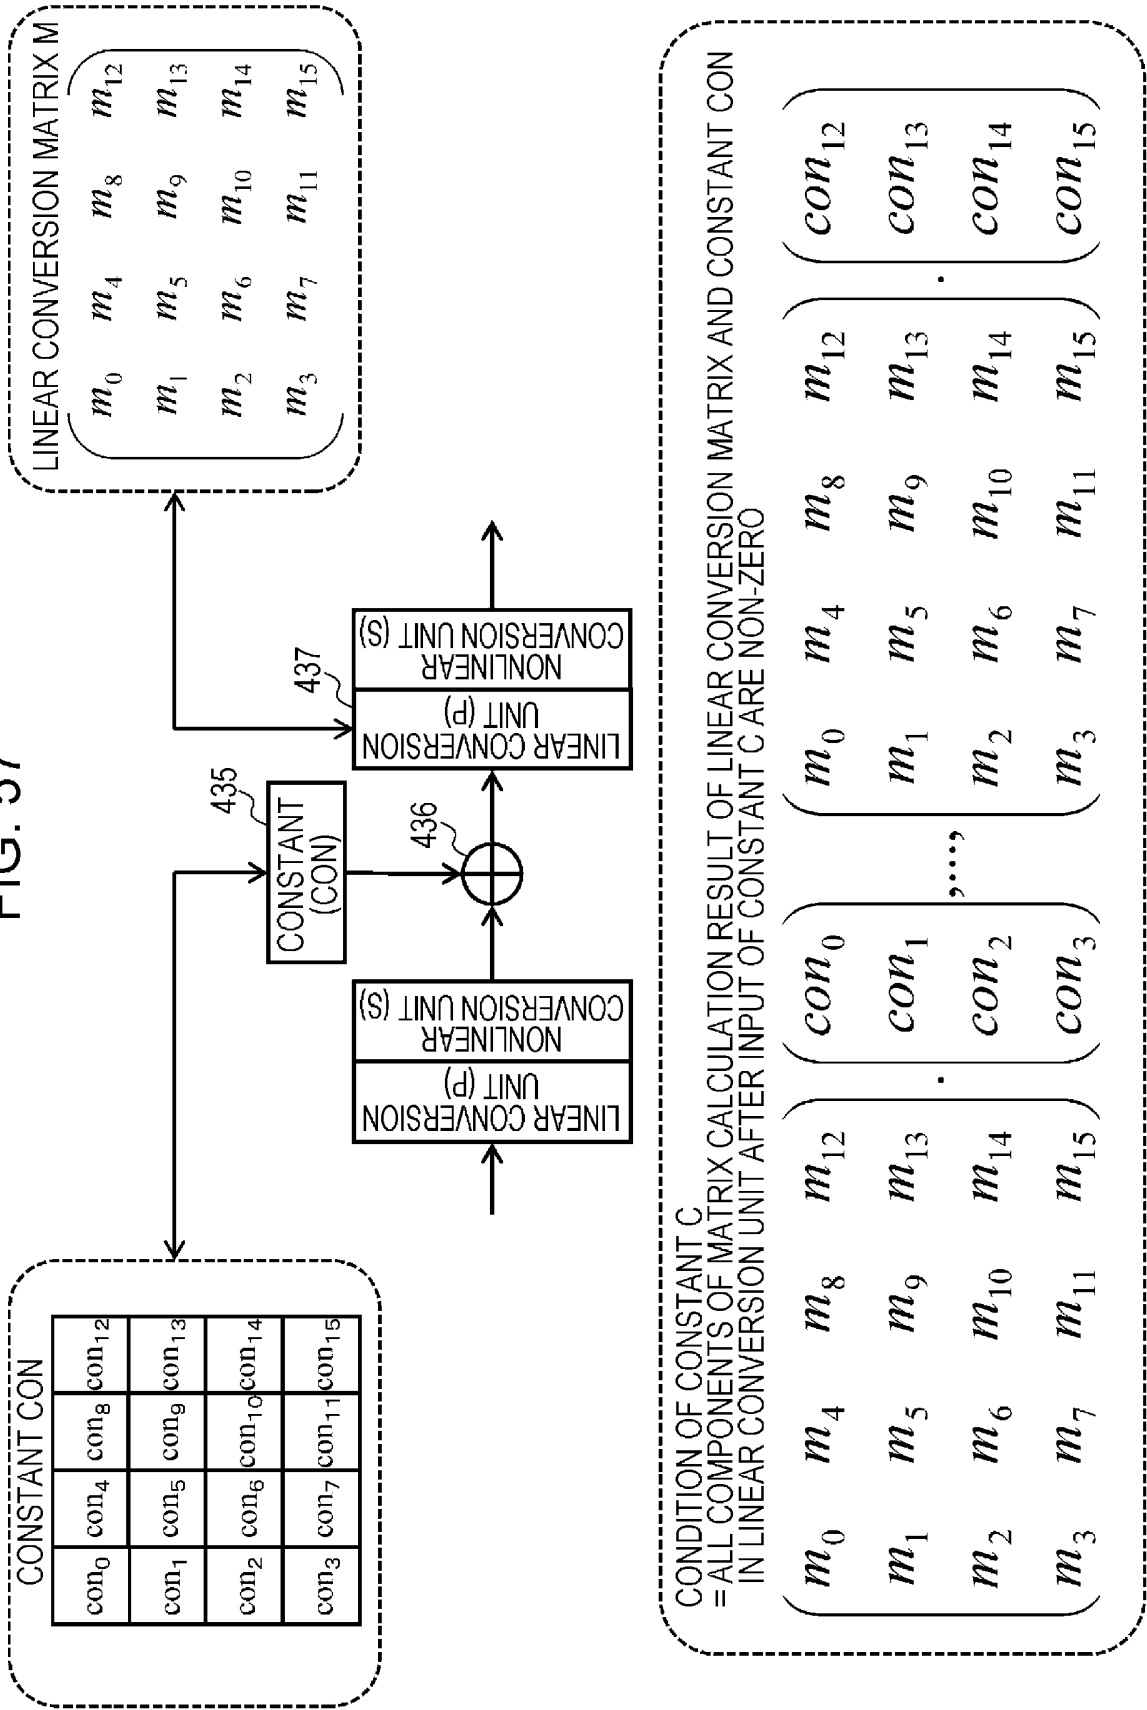 FIG. 57
CONSTANT CON
con₀ con₄ con₈ con₁₂
con₁ con₅ con₉ con₁₃
con₂ con₆ con₁₀ con₁₄
con₃ con₇ con₁₁ con₁₅
LINEAR CONVERSION MATRIX M
m₀ m₄ m₈ m₁₂
m₁ m₅ m₉ m₁₃
m₂ m₆ m₁₀ m₁₄
m₃ m₇ m₁₁ m₁₅
435
CONSTANT
(CON)
LINEAR CONVERSION
UNIT (P)
NONLINEAR
CONVERSION UNIT (S)
436
437
LINEAR CONVERSION
UNIT (P)
NONLINEAR
CONVERSION UNIT (S)
CONDITION OF CONSTANT C
= ALL COMPONENTS OF MATRIX CALCULATION RESULT OF LINEAR CONVERSION MATRIX AND CONSTANT CON
IN LINEAR CONVERSION UNIT AFTER INPUT OF CONSTANT C ARE NON-ZERO
m₀ m₄ m₈ m₁₂ con₀ m₀ m₄ m₈ m₁₂ con₁₂
m₁ m₅ m₉ m₁₃ con₁ m₁ m₅ m₉ m₁₃ con₁₃
· ,···, ·
m₂ m₆ m₁₀ m₁₄ con₂ m₂ m₆ m₁₀ m₁₄ con₁₄
m₃ m₇ m₁₁ m₁₅ con₃ m₃ m₇ m₁₁ m₁₅ con₁₅